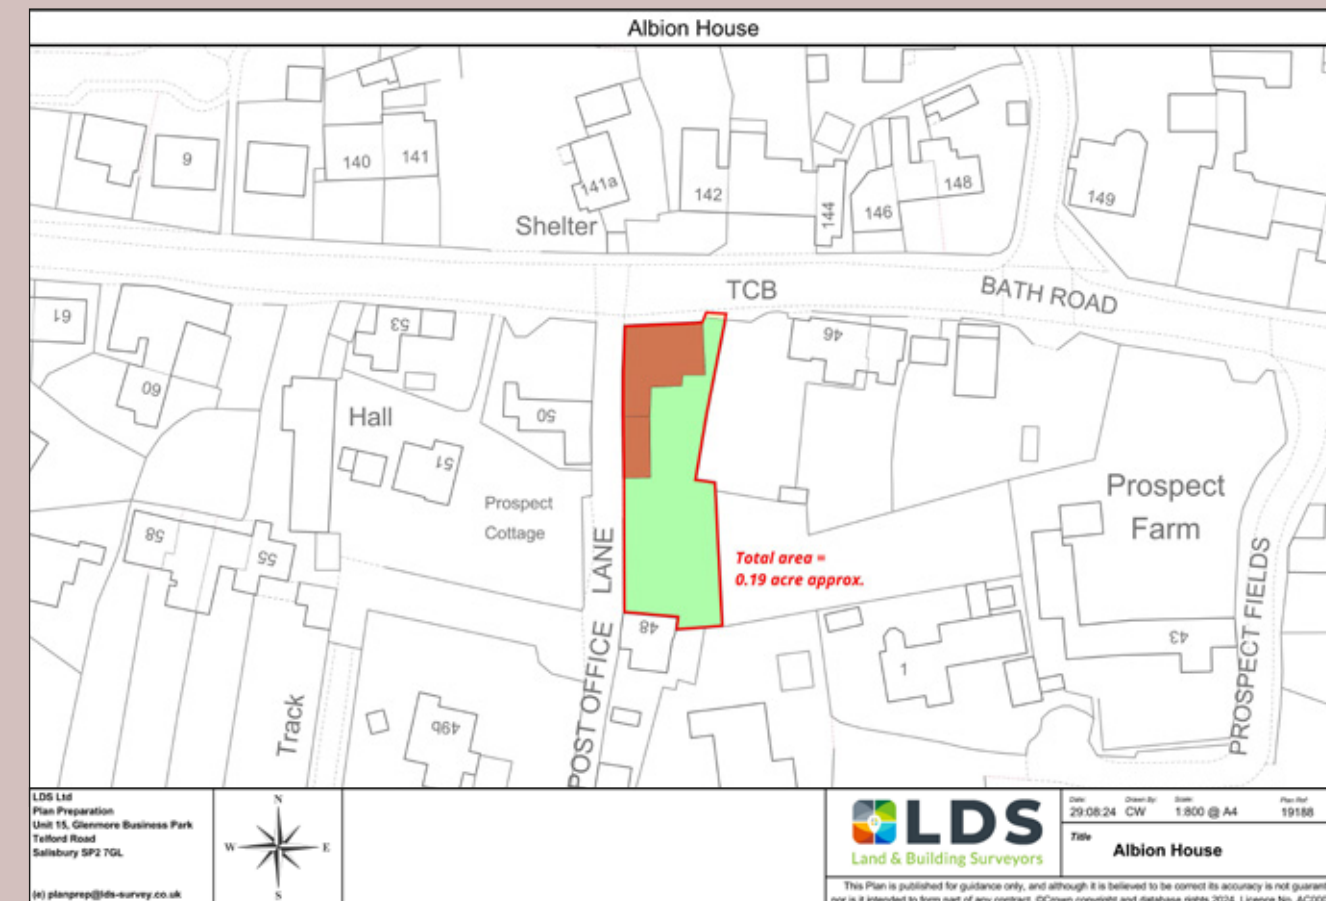 Albion House
9
140
141
141a
142
144
146
148
149
Shelter
TCB
BATH ROAD
61
53
46
60
Hall
50
51
Prospect
Cottage
Prospect
Farm
58
55
LANE
Total area =
0.19 acre approx.
48
POST OFFICE
1
43
PROSPECT FIELDS
Track
49b
LDS Ltd
Plan Preparation
Unit 15, Glenmore Business Park
Telford Road
Salisbury SP2 7GL
(e) planprep@lds-survey.co.uk
N
W
E
S
LDS
Land & Building Surveyors
Date: Drawn By: Scale: Plan Ref
29:08:24 CW 1:800 @ A4 19188
Title
Albion House
This Plan is published for guidance only, and although it is believed to be correct its accuracy is not guarant
nor is it intended to form part of any contract. ©Crown copyright and database rights 2024. Licence No. AC000